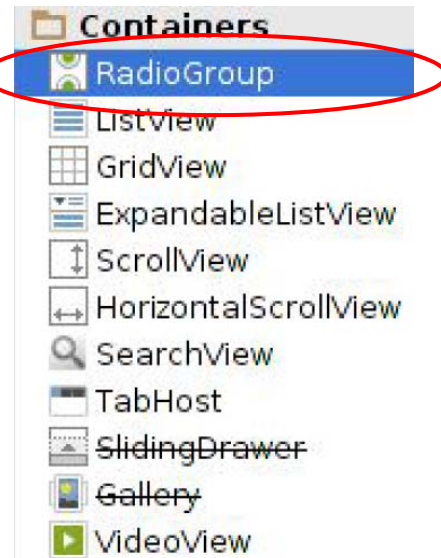 Containers
RadioGroup
ListView
GridView
ExpandableListView
ScrollView
HorizontalScrollView
SearchView
TabHost
SlidingDrawer
Gallery
VideoView